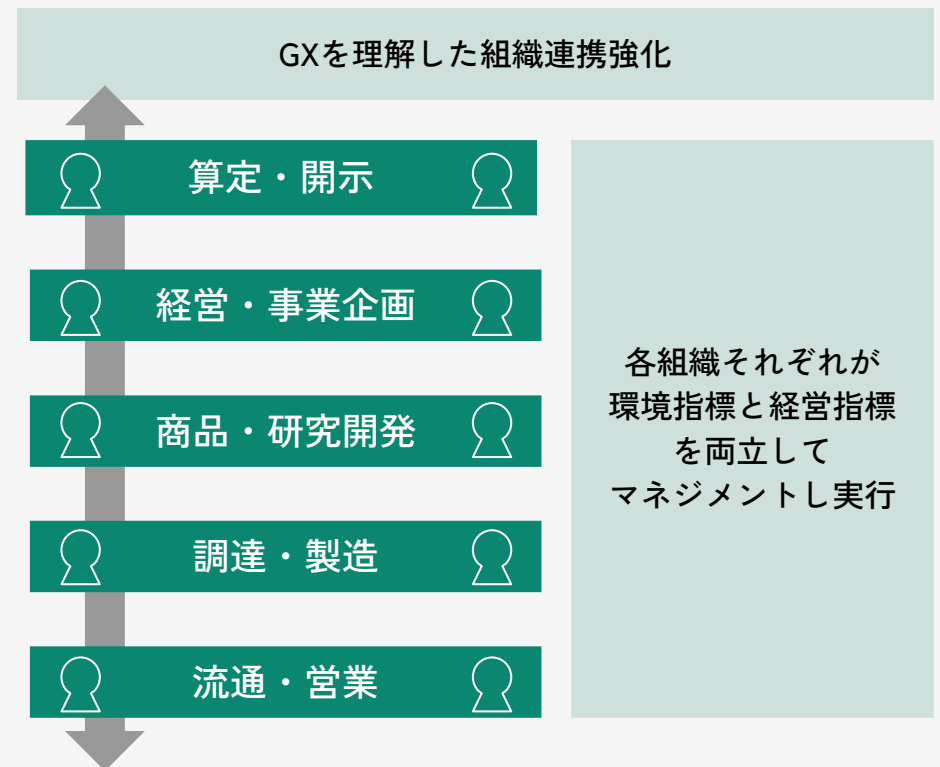 GXを理解した組織連携強化
算定・開示
経営・事業企画
商品・研究開発
調達・製造
流通・営業
各組織それぞれが
環境指標と経営指標
を両立して
マネジメントし実行